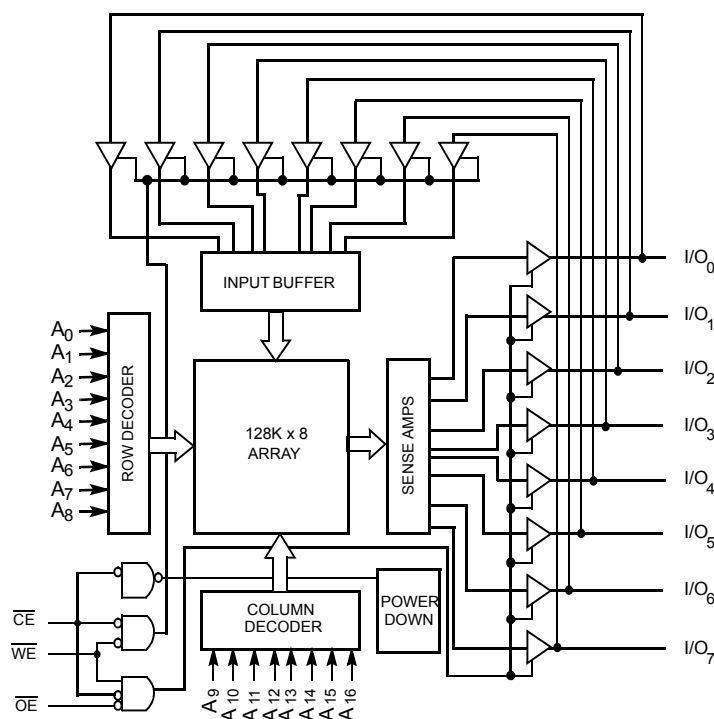 INPUT BUFFER
I/O0
I/O1
I/O2
I/O3
I/O4
I/O5
I/O6
I/O7
A0
A1
A2
A3
A4
A5
A6
A7
A8
ROW DECODER
128K x 8
ARRAY
SENSE AMPS
COLUMN
DECODER
POWER
DOWN
CE
WE
OE
A9
A10
A11
A12
A13
A14
A15
A16